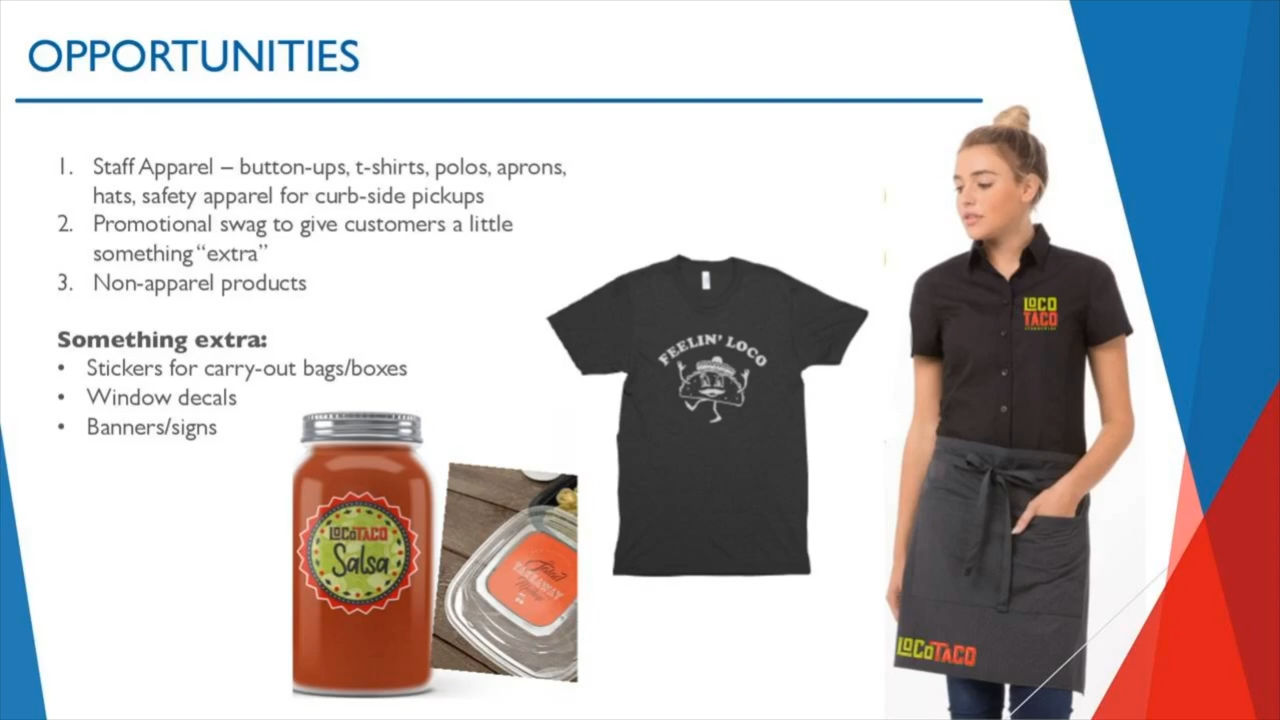 OPPORTUNITIES
1. Staff Apparel – button-ups, t-shirts, polos, aprons,
hats, safety apparel for curb-side pickups
2. Promotional swag to give customers a little
something “extra”
3. Non-apparel products
Something extra:
• Stickers for carry-out bags/boxes
• Window decals
• Banners/signs
FEELIN' LOCO
LOCO
TACO
LOCOTACO
Salsa
TAKEAWAY
LOCOTACO